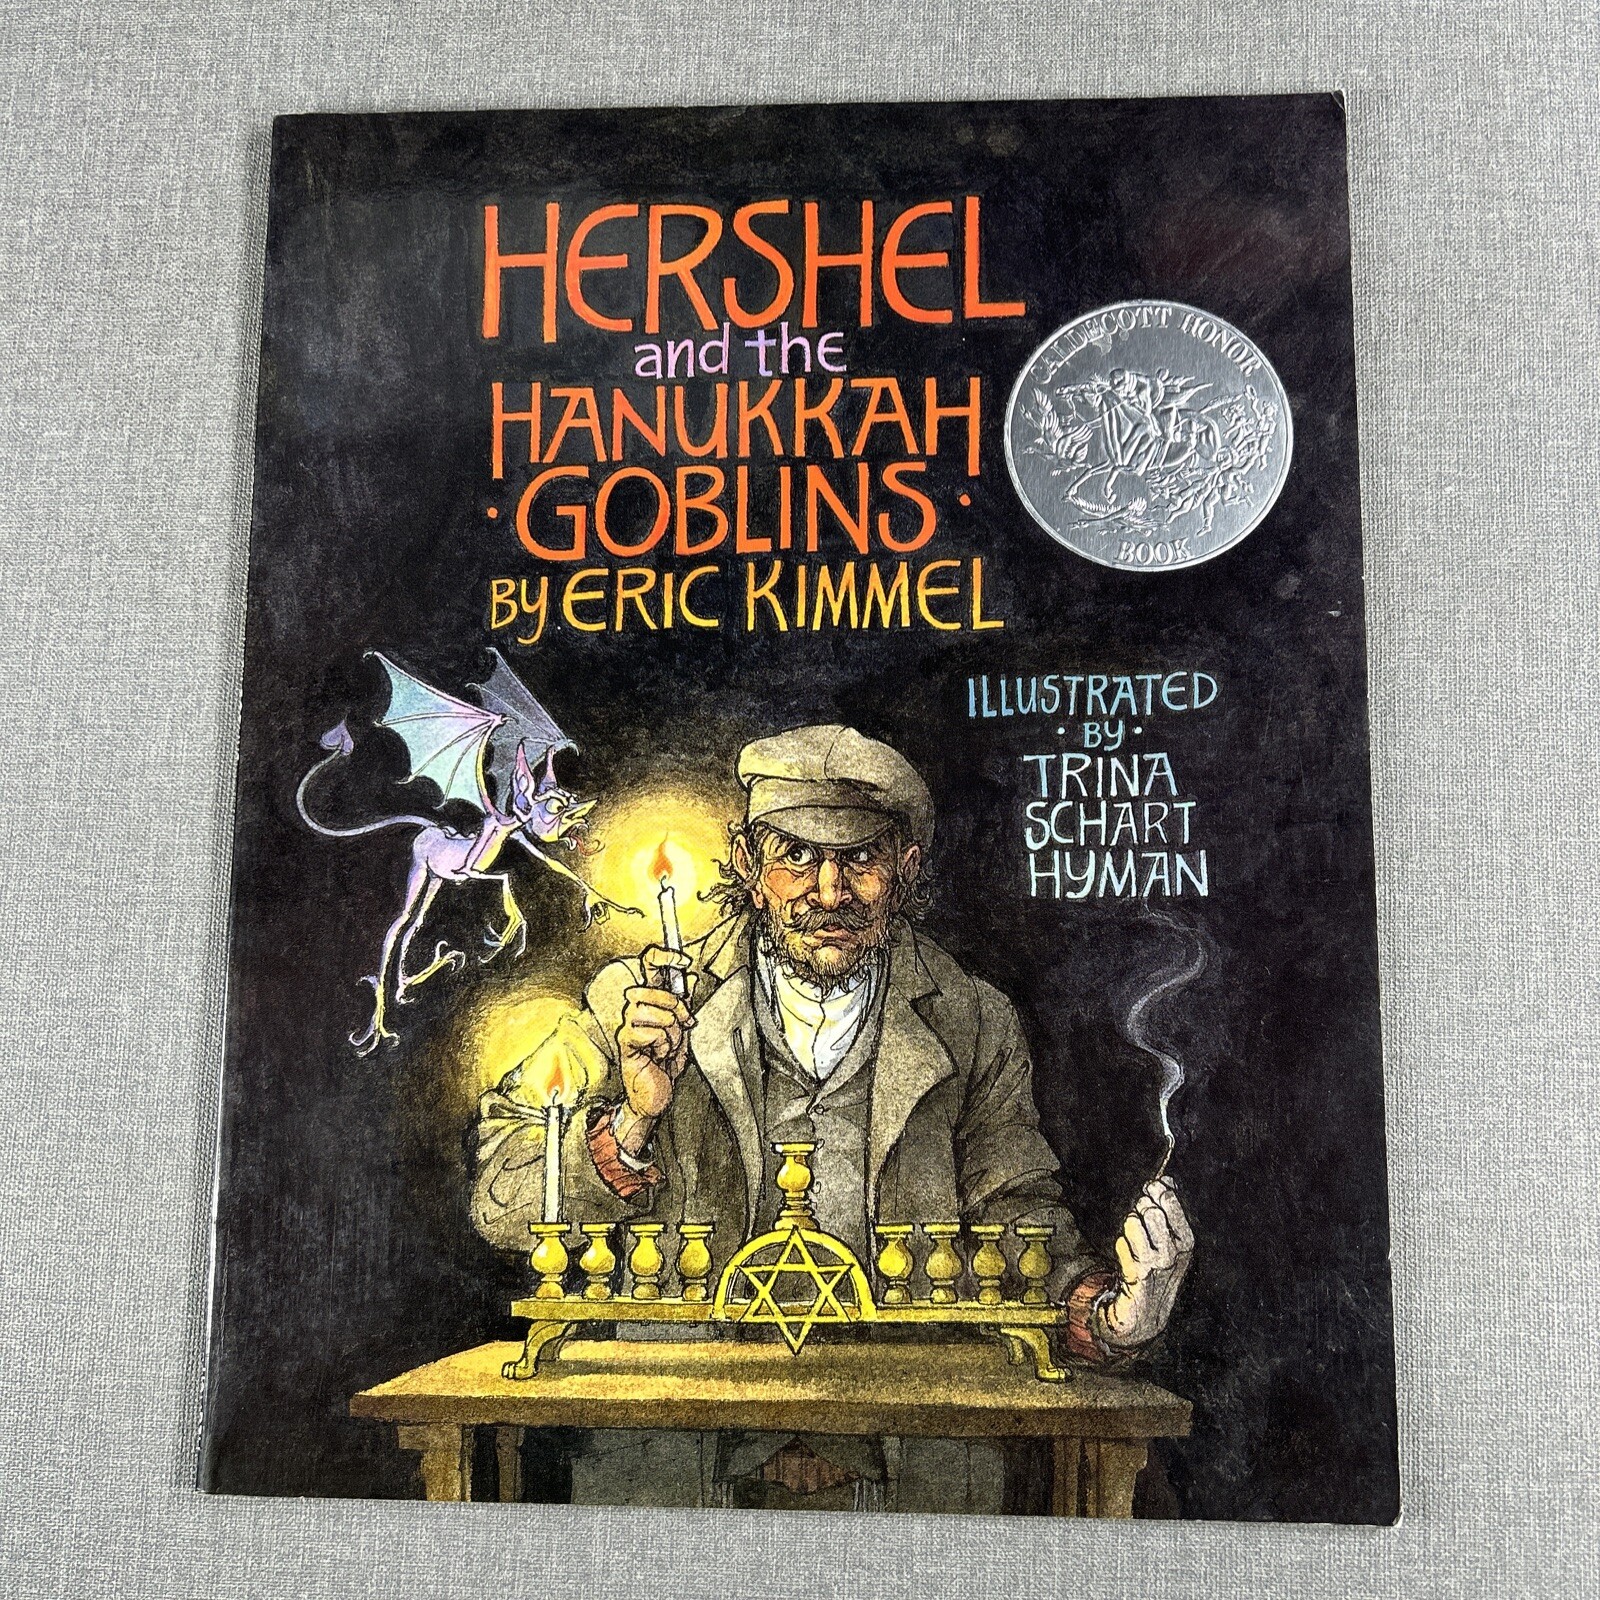 HERSHEL
and the
HANUKKAH
· GOBLINS ·
BY ERIC KIMMEL
CALDECOTT HONOR
BOOK
ILLUSTRATED
· BY ·
TRINA
SCHART
HYMAN